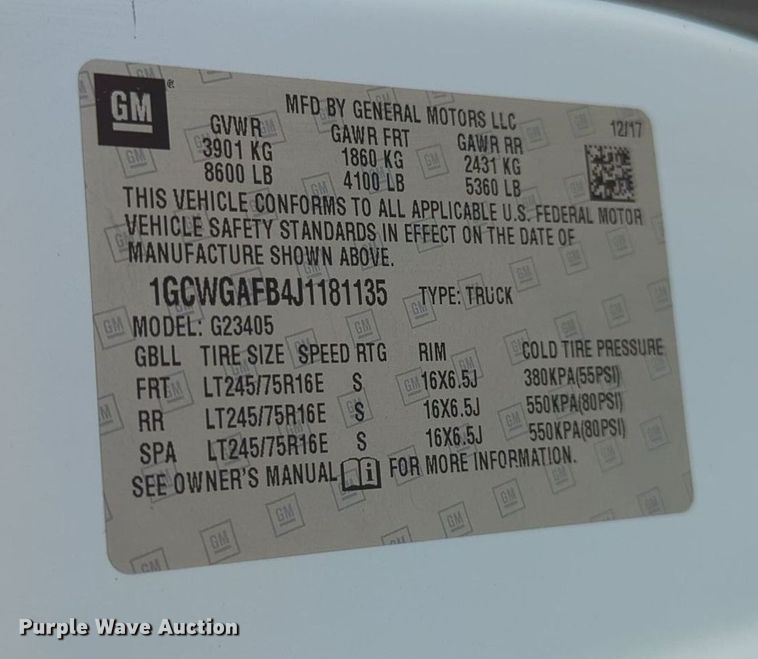 GM ®
MFD BY GENERAL MOTORS LLC
12/17
GVWR GAWR FRT GAWR RR
3901 KG 1860 KG 2431 KG
8600 LB 4100 LB 5360 LB
THIS VEHICLE CONFORMS TO ALL APPLICABLE U.S. FEDERAL MOTOR
VEHICLE SAFETY STANDARDS IN EFFECT ON THE DATE OF
MANUFACTURE SHOWN ABOVE.
1GCWGAFB4J1181135 TYPE: TRUCK
MODEL: G23405
GBLL TIRE SIZE SPEED RTG RIM COLD TIRE PRESSURE
FRT LT245/75R16E S 16X6.5J 380KPA(55PSI)
RR LT245/75R16E S 16X6.5J 550KPA(80PSI)
SPA LT245/75R16E S 16X6.5J 550KPA(80PSI)
SEE OWNER'S MANUAL i FOR MORE INFORMATION.
Purple Wave Auction